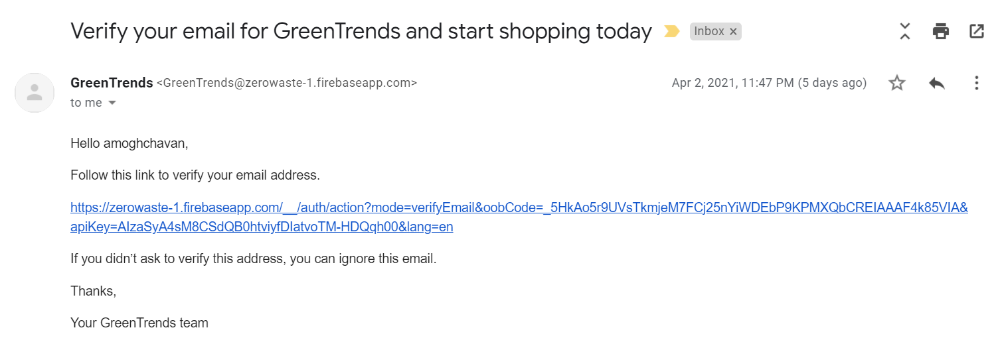 Verify your email for GreenTrends and start shopping today Inbox ×
GreenTrends <GreenTrends@zerowaste-1.firebaseapp.com> Apr 2, 2021, 11:47 PM (5 days ago)
to me
Hello amoghchavan,
Follow this link to verify your email address.
https://zerowaste-1.firebaseapp.com/__/auth/action?mode=verifyEmail&oobCode=_5HkAo5r9UVsTkmjeM7FCj25nYiWDEbP9KPMXQbCREIAAAF4k85VIA&
apiKey=AIzaSyA4sM8CSdQB0htviyfDIatvoTM-HDQqh00&lang=en
If you didn’t ask to verify this address, you can ignore this email.
Thanks,
Your GreenTrends team